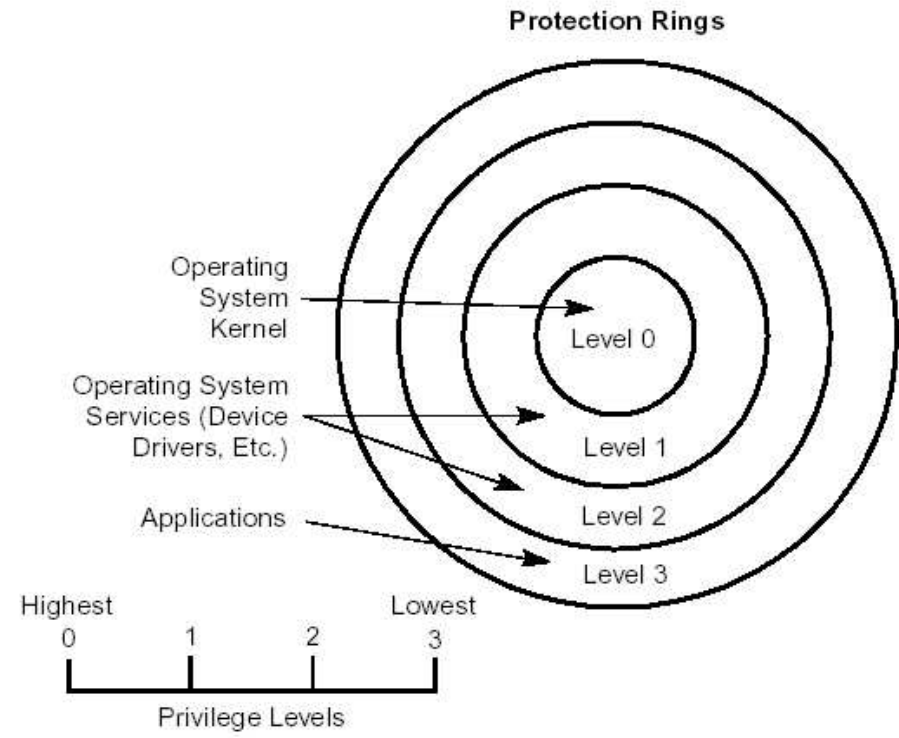 Protection Rings
Operating
System
Kernel
Level 0
Operating System
Services (Device
Drivers, Etc.)
Level 1
Level 2
Applications
Level 3
Highest
Lowest
0
1
2
3
Privilege Levels